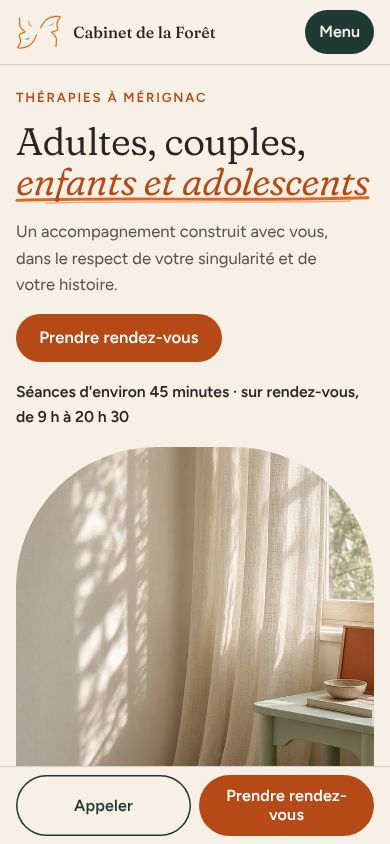 Cabinet de la Forêt
Menu
THÉRAPIES À MÉRIGNAC
Adultes, couples,
enfants et adolescents
Un accompagnement construit avec vous,
dans le respect de votre singularité et de
votre histoire.
Prendre rendez-vous
Séances d'environ 45 minutes · sur rendez-vous,
de 9 h à 20 h 30
Appeler
Prendre rendez-
vous